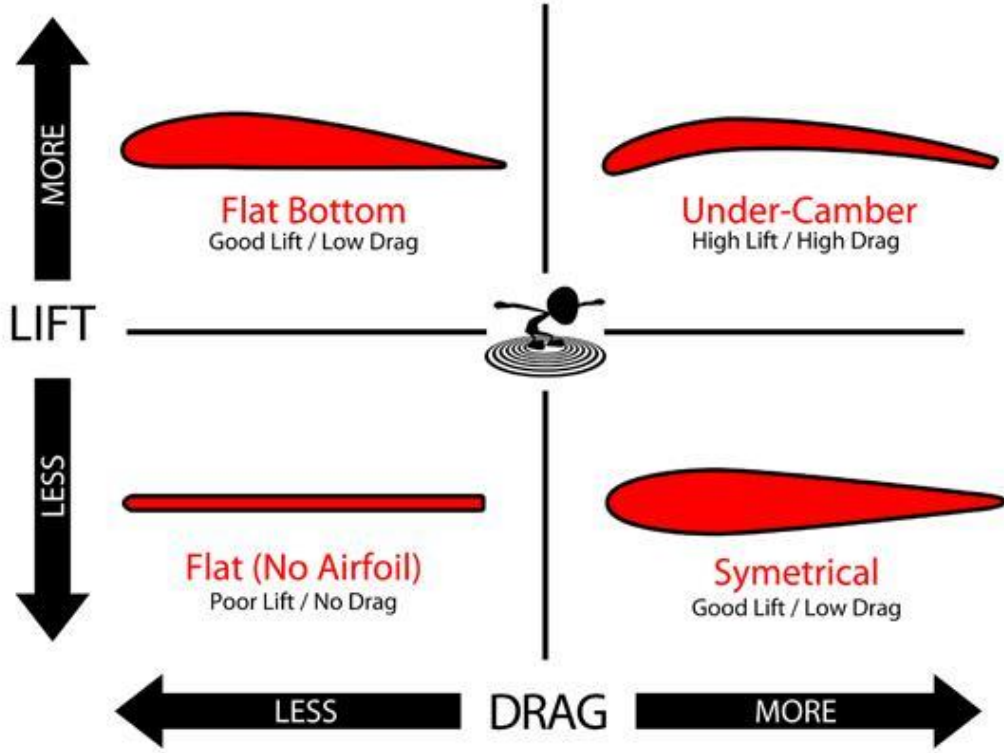 MORE
Flat Bottom
Good Lift / Low Drag
Under-Camber
High Lift / High Drag
LIFT
LESS
Flat (No Airfoil)
Poor Lift / No Drag
Symetrical
Good Lift / Low Drag
LESS
DRAG
MORE